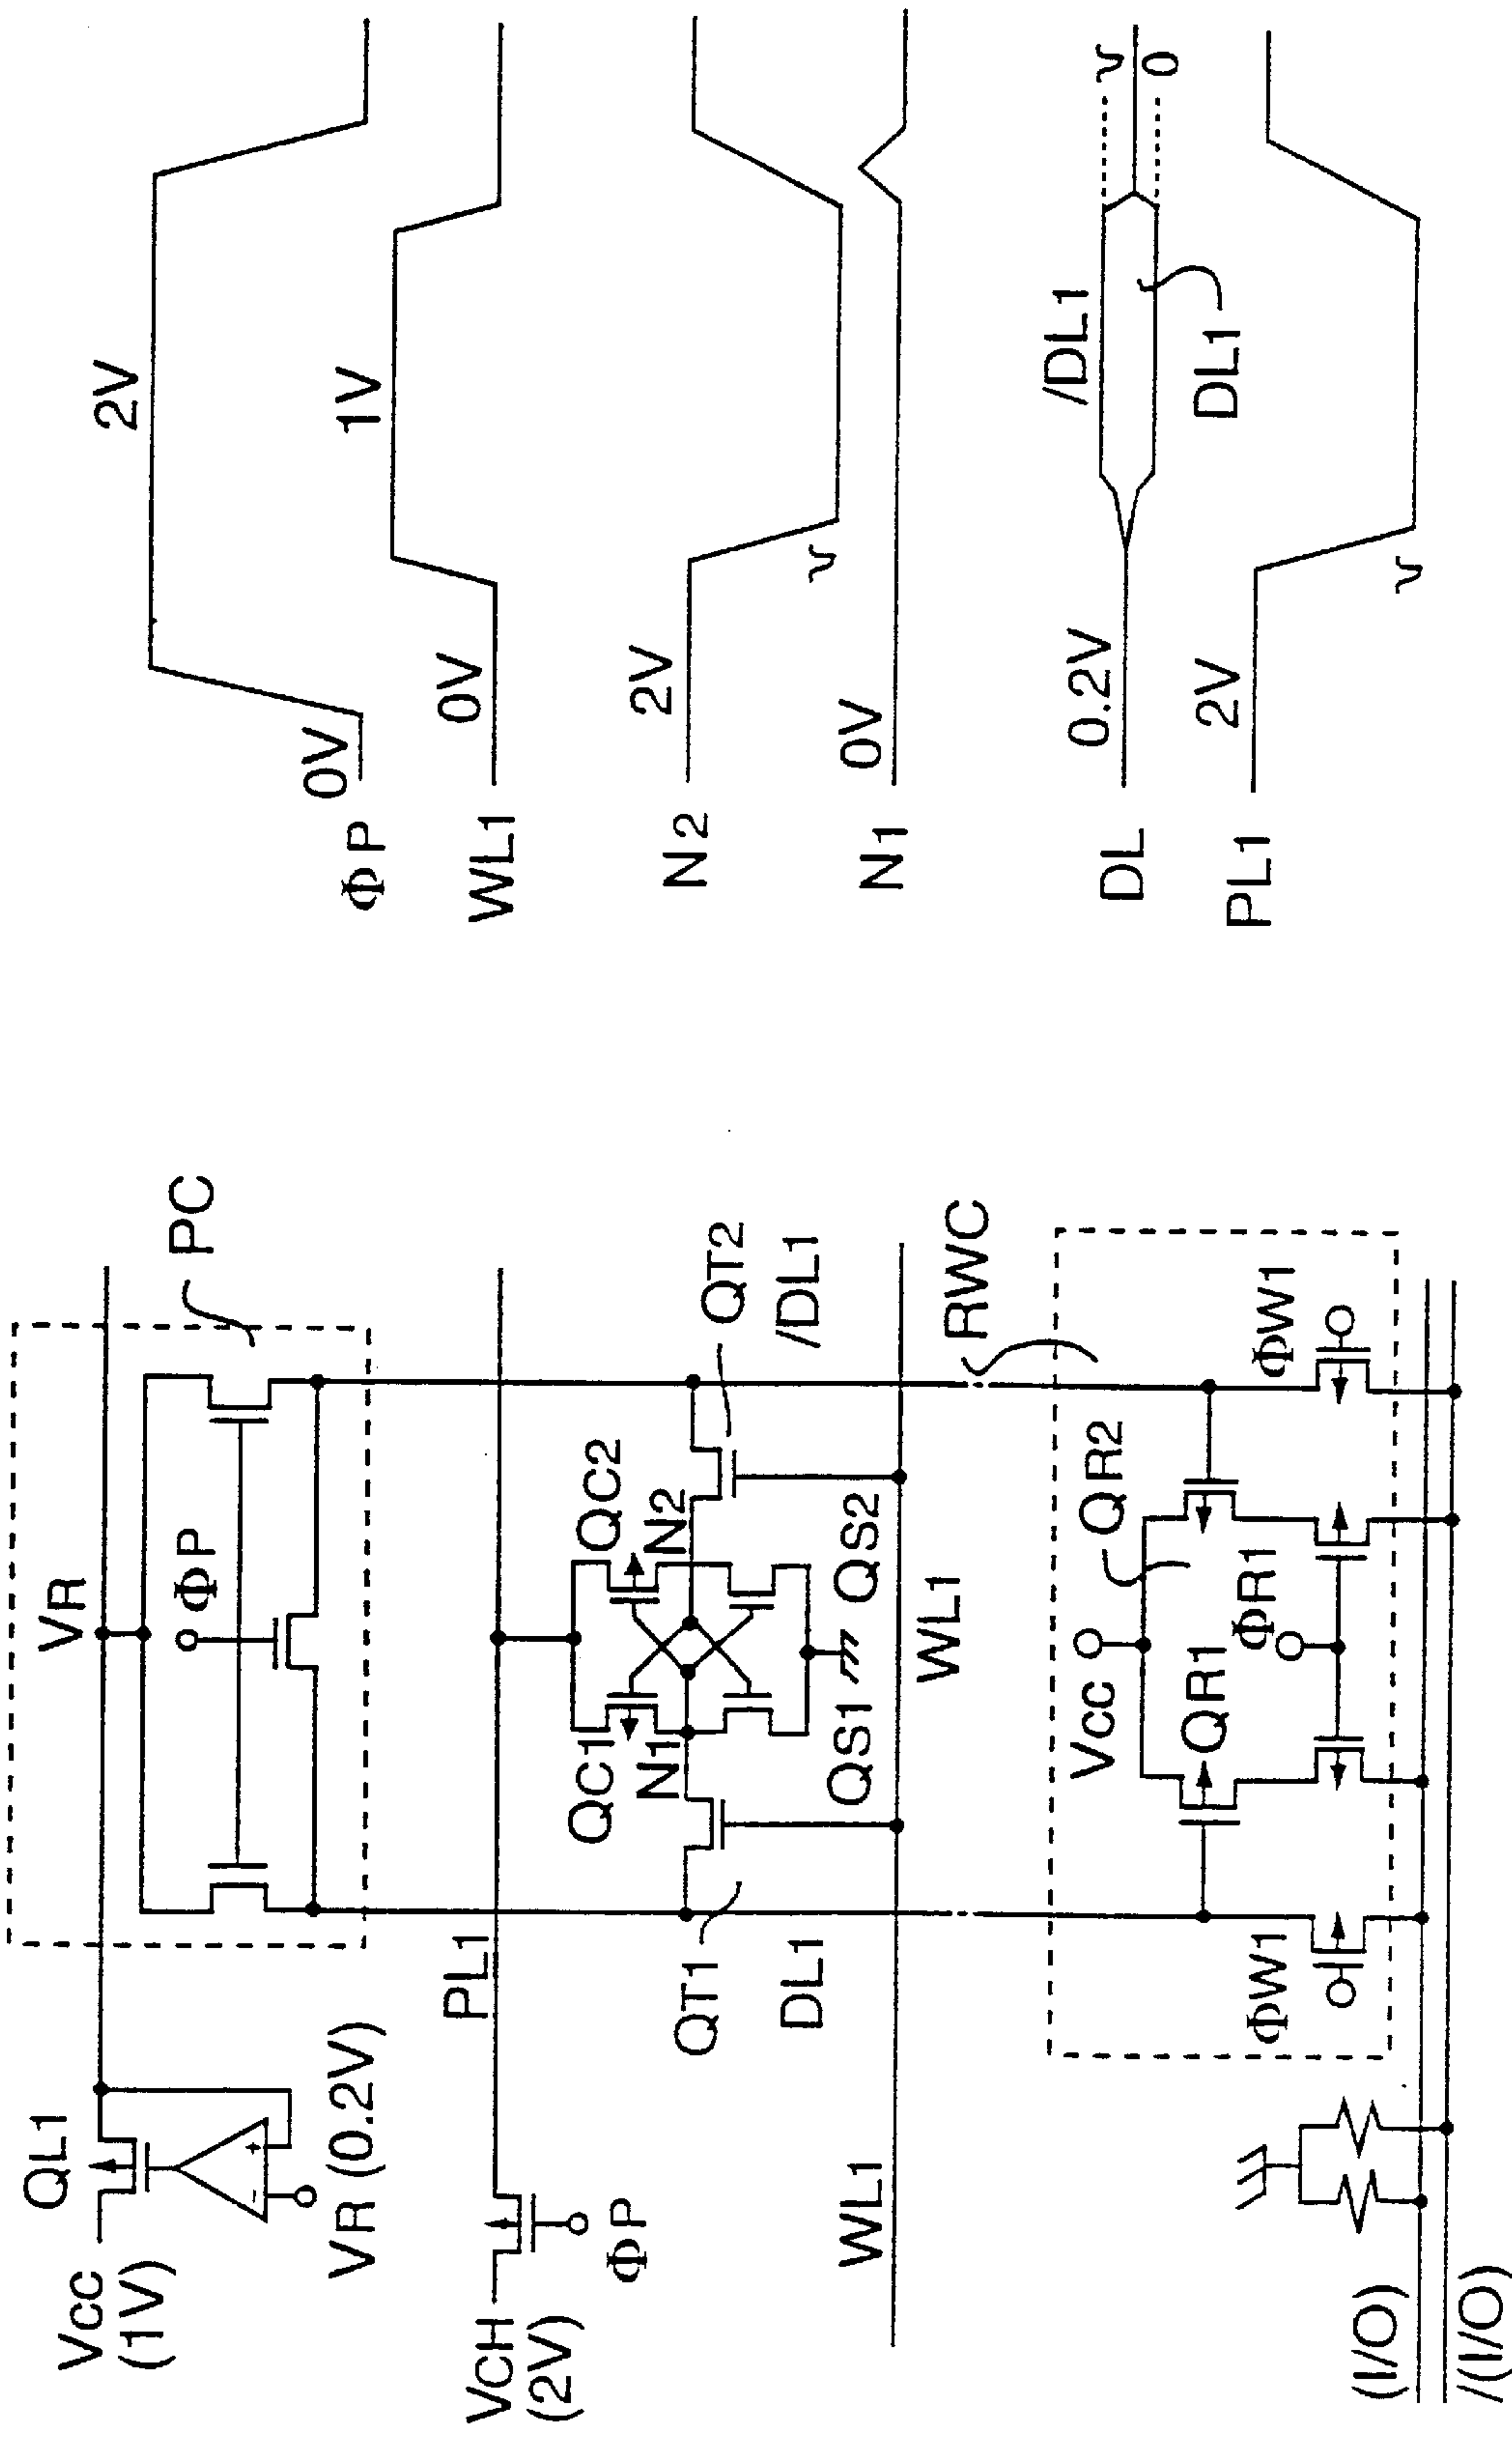 QL1
VCC
(1V)
VR (0.2V)
VR
ΦP
PC
VCH
(2V)
ΦP
PL1
QC1
QC2
N1
N2
QT1
DL1
QT2
/DL1
QS1
QS2
WL1
WL1
RWC
VCC
QR1
QR2
ΦR1
ΦW1
ΦW1
(I/O)
/(I/O)
+
-
ΦP
0V
2V
WL1
0V
1V
N2
2V
N1
0V
DL
0.2V
/DL1
DL1
0
PL1
2V